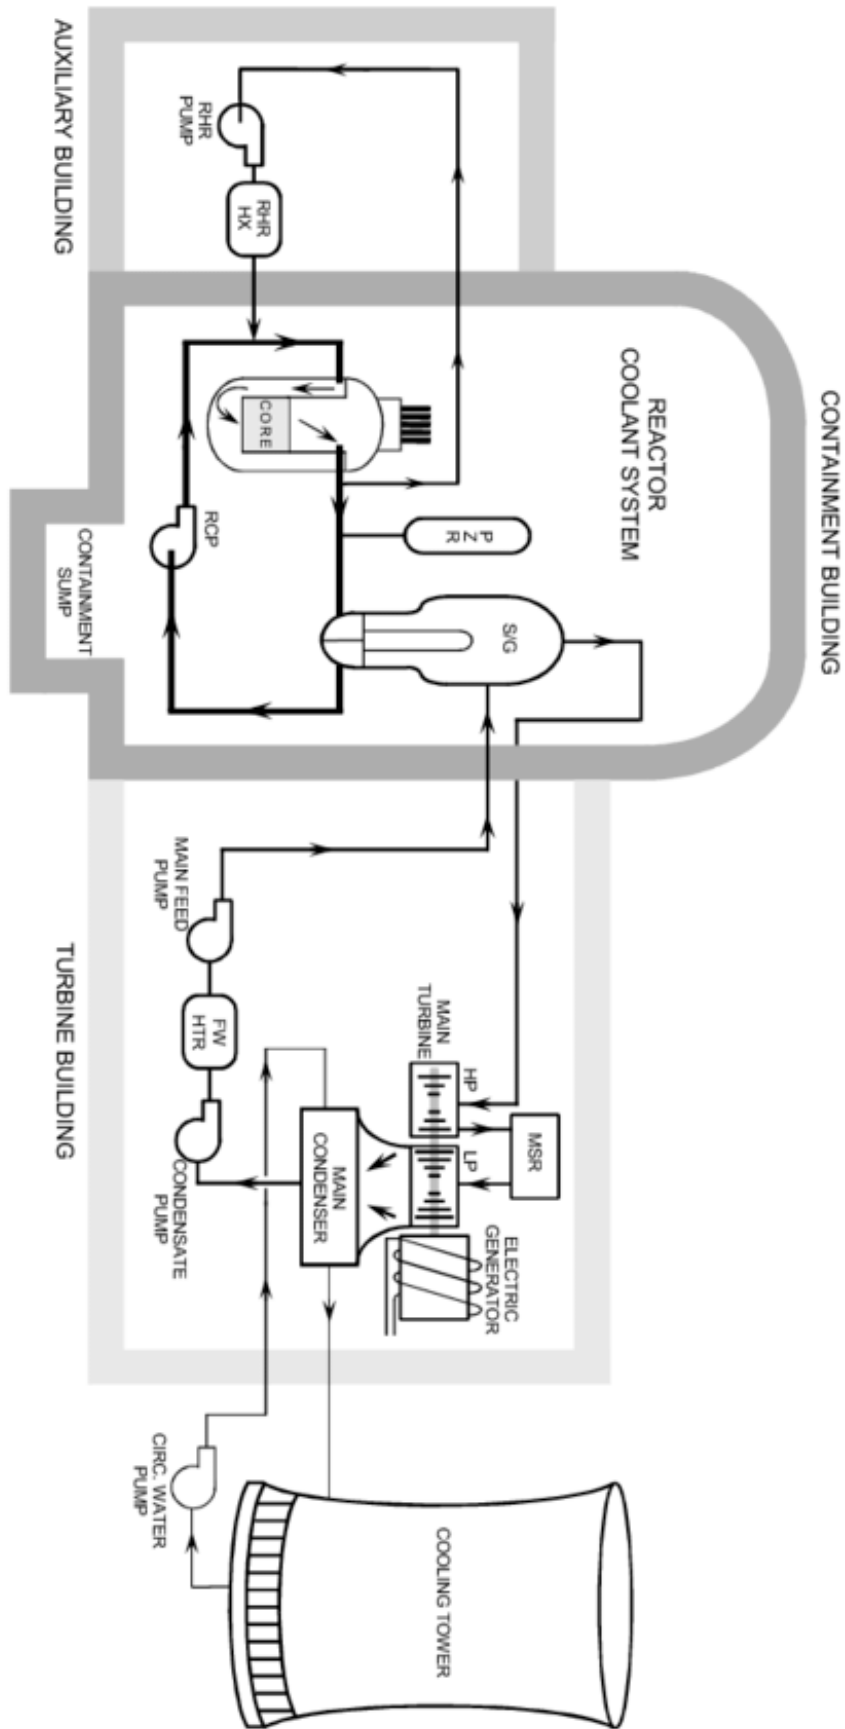 CONTAINMENT BUILDING
REACTOR
COOLANT SYSTEM
AUXILIARY BUILDING
RHR
PUMP
RHR
HX
CORE
RCP
PZR
S/G
CONTAINMENT
SUMP
MAIN
TURBINE
HP
LP
MSR
ELECTRIC
GENERATOR
MAIN
CONDENSER
MAIN FEED
PUMP
FW
HTR
CONDENSATE
PUMP
TURBINE BUILDING
CIRC. WATER
PUMP
COOLING TOWER